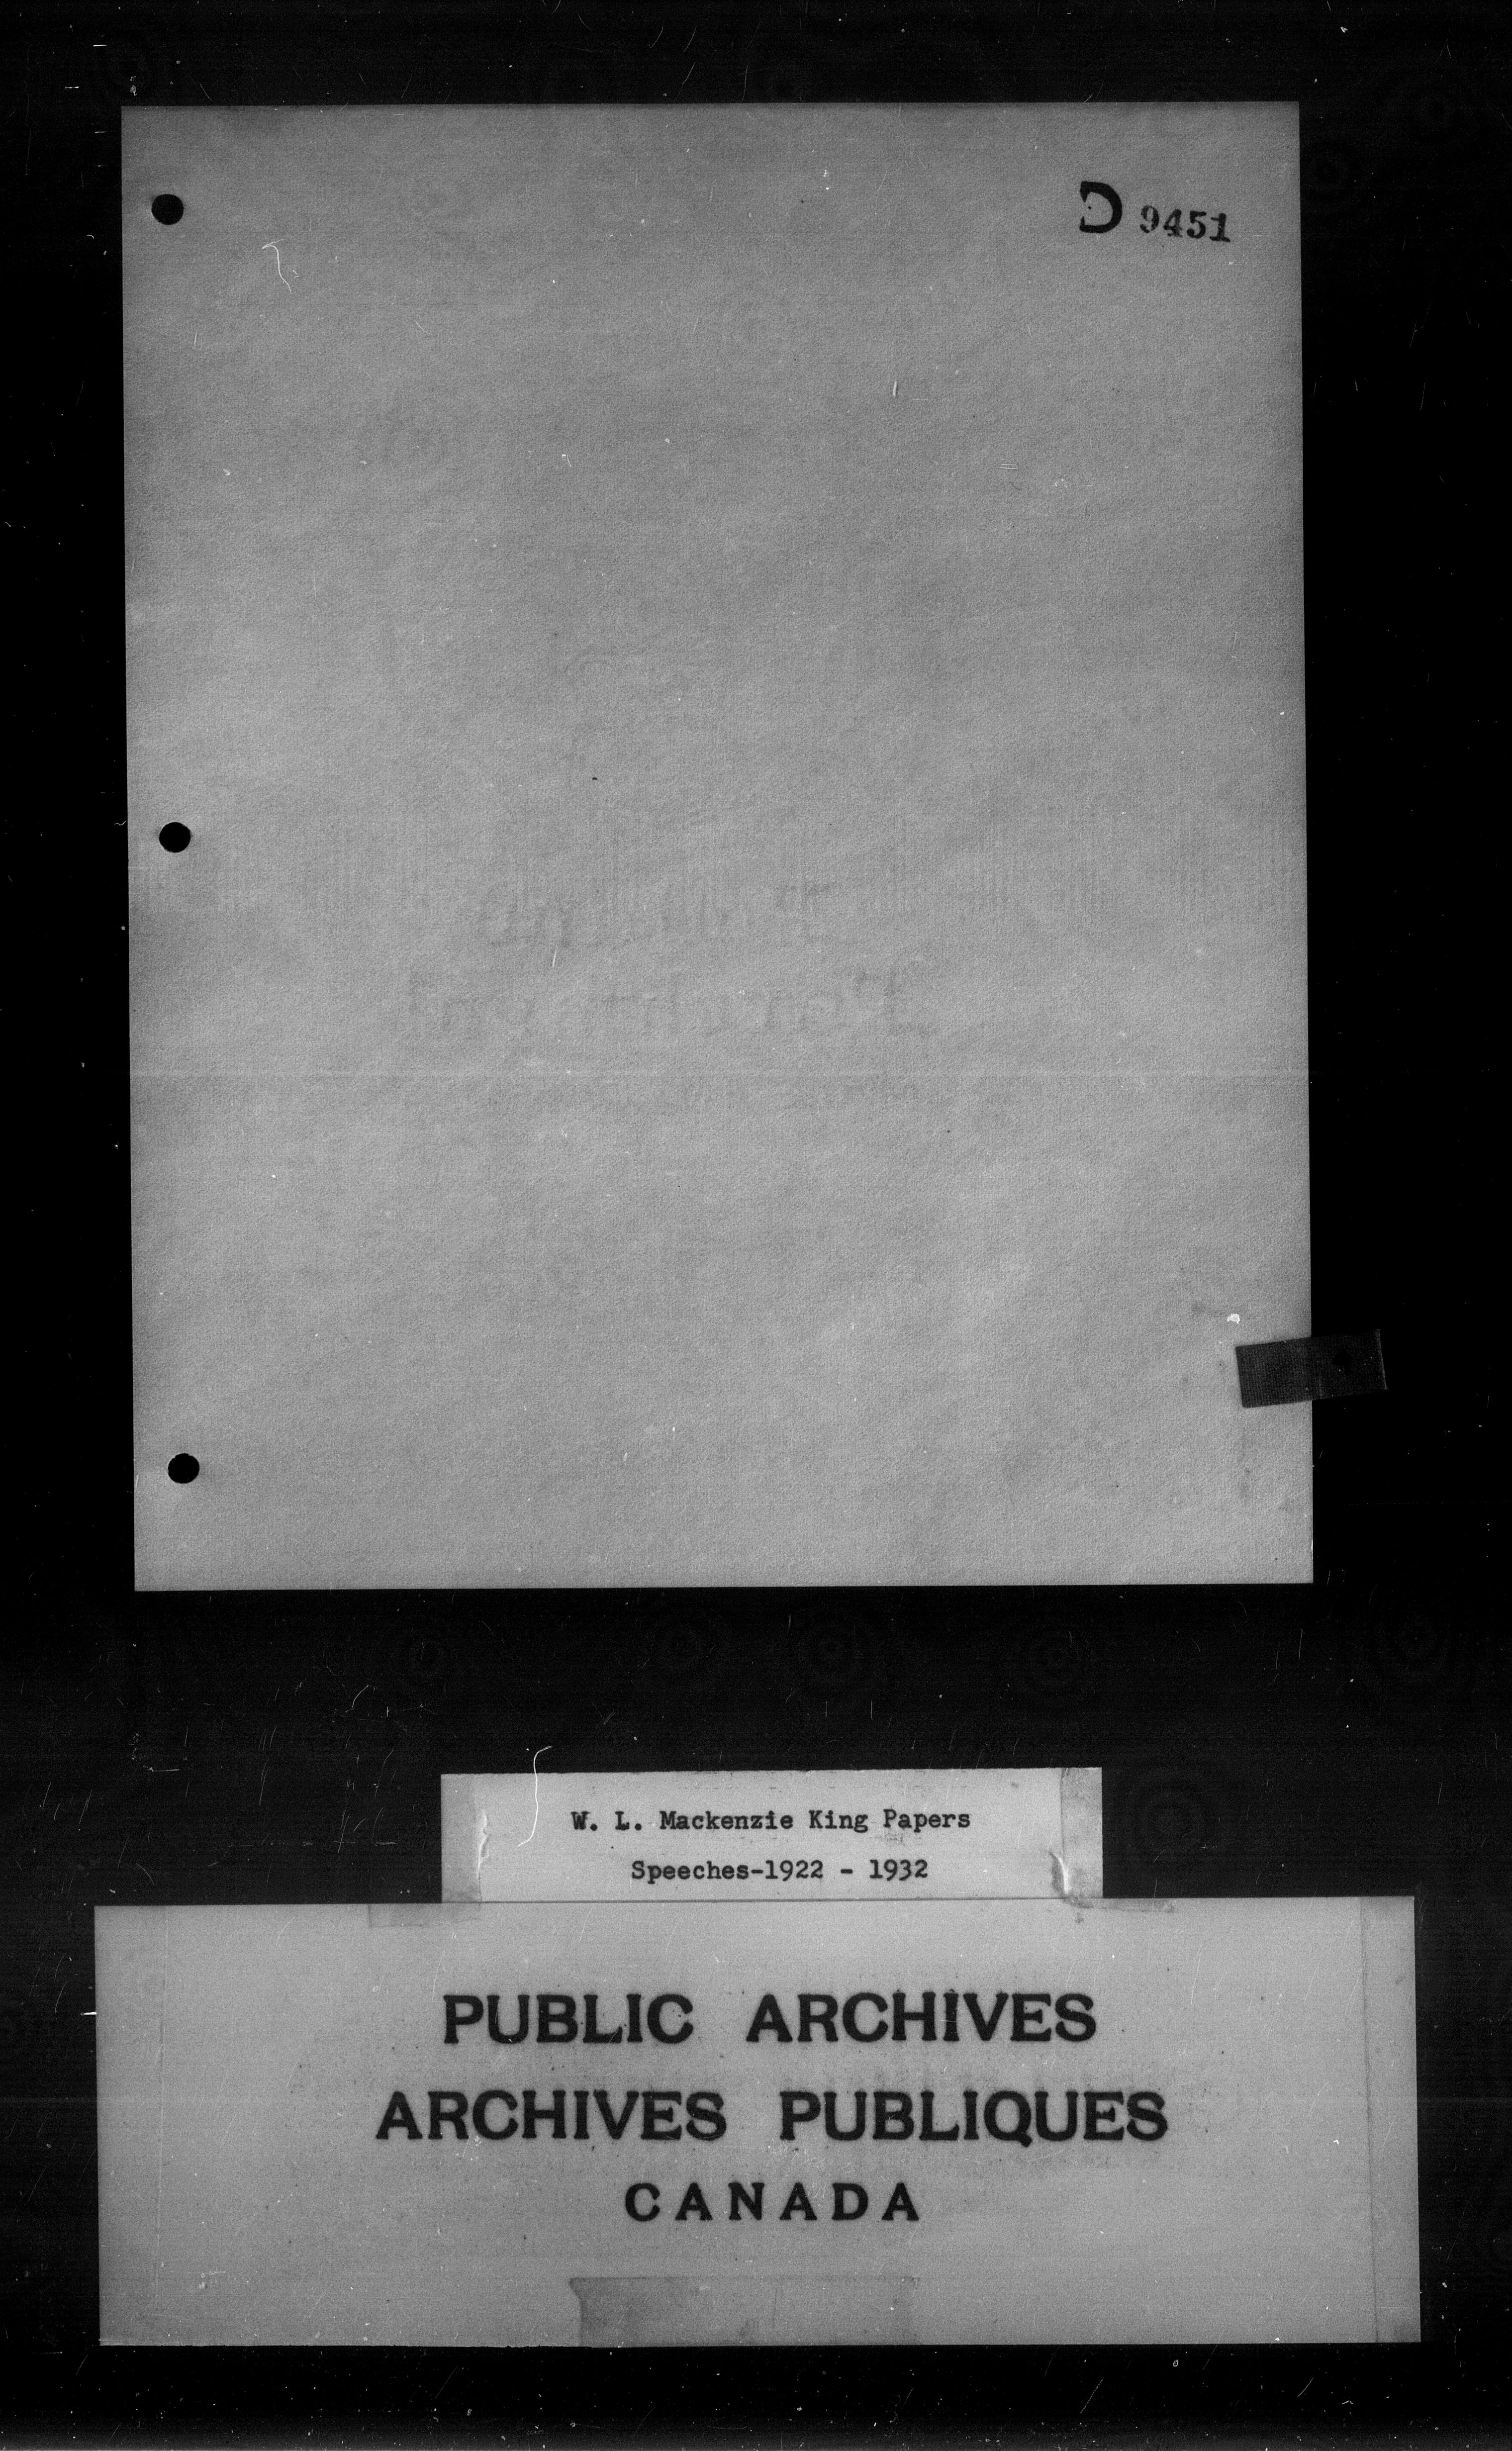 D 9451
W. L. Mackenzie King Papers
Speeches-1922 - 1932
PUBLIC ARCHIVES
ARCHIVES PUBLIQUES
CANADA